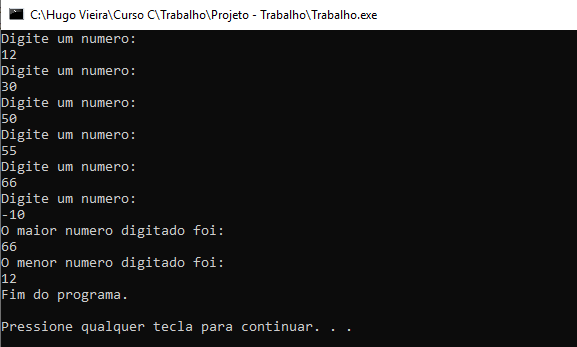 C:\Hugo Vieira\Curso C\Trabalho\Projeto - Trabalho\Trabalho.exe
Digite um numero:
12
Digite um numero:
30
Digite um numero:
50
Digite um numero:
55
Digite um numero:
66
Digite um numero:
-10
O maior numero digitado foi:
66
O menor numero digitado foi:
12
Fim do programa.
Pressione qualquer tecla para continuar. . .